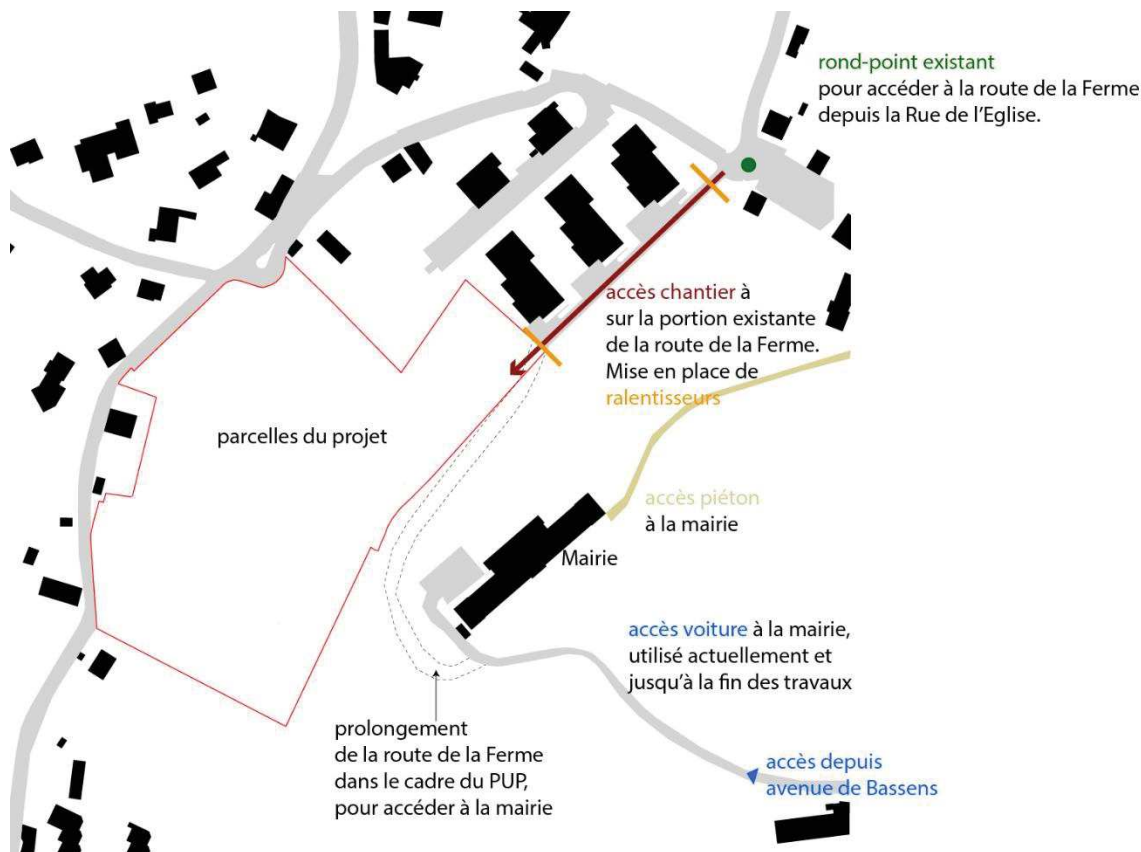 rond-point existant
pour accéder à la route de la Ferme
depuis la Rue de l'Eglise.
accès chantier à
sur la portion existante
de la route de la Ferme.
Mise en place de
ralentisseurs
parcelles du projet
accès piéton
à la mairie
Mairie
accès voiture à la mairie,
utilisé actuellement et
jusqu'à la fin des travaux
prolongement
de la route de la Ferme
dans le cadre du PUP,
pour accéder à la mairie
accès depuis
avenue de Bassens